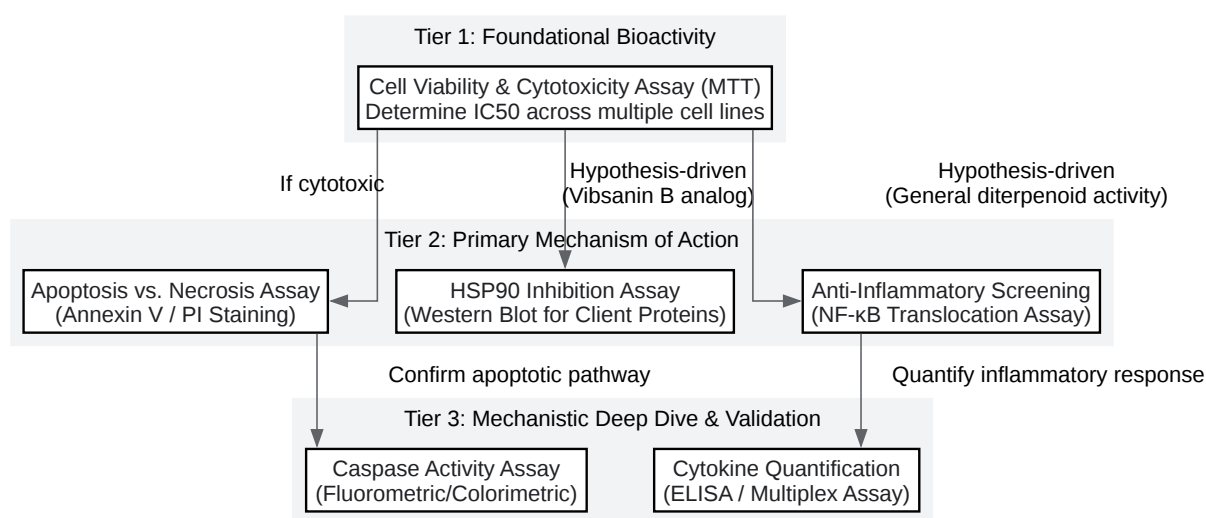 Tier 1: Foundational Bioactivity
Cell Viability & Cytotoxicity Assay (MTT)
Determine IC50 across multiple cell lines
If cytotoxic
Hypothesis-driven
(Vibsanin B analog)
Hypothesis-driven
(General diterpenoid activity)
Tier 2: Primary Mechanism of Action
Apoptosis vs. Necrosis Assay
(Annexin V / PI Staining)
HSP90 Inhibition Assay
(Western Blot for Client Proteins)
Anti-Inflammatory Screening
(NF-κB Translocation Assay)
Confirm apoptotic pathway
Quantify inflammatory response
Tier 3: Mechanistic Deep Dive & Validation
Caspase Activity Assay
(Fluorometric/Colorimetric)
Cytokine Quantification
(ELISA / Multiplex Assay)